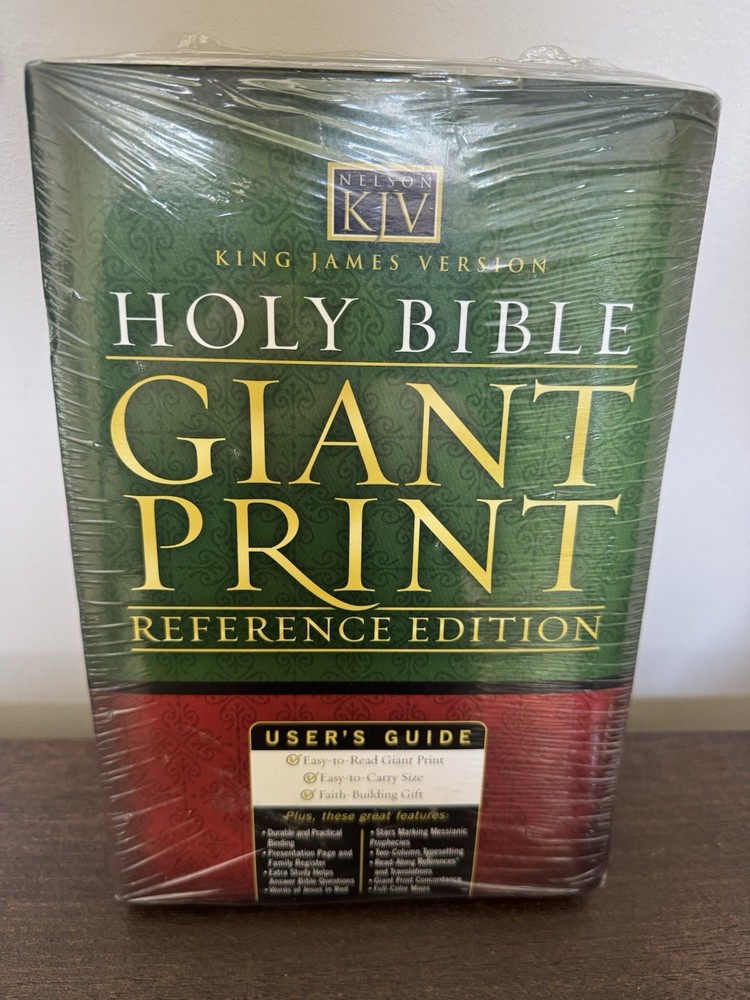 NELSON
KJV
KING JAMES VERSION
HOLY BIBLE
GIANT
PRINT
REFERENCE EDITION
USER'S GUIDE
Easy-to-Read Giant Print
Easy-to-Carry Size
Faith-Building Gift
Plus, these great features:
• Durable and Practical
Binding
• Presentation Page and
Family Register
• Extra Study Helps
Answer Bible Questions
• Words of Jesus in Red
• Stars Marking Messianic
Prophecies
• Two-Column Typesetting
• Read-Along References®
and Translations
• Giant Print Concordance
• Full-Color Maps